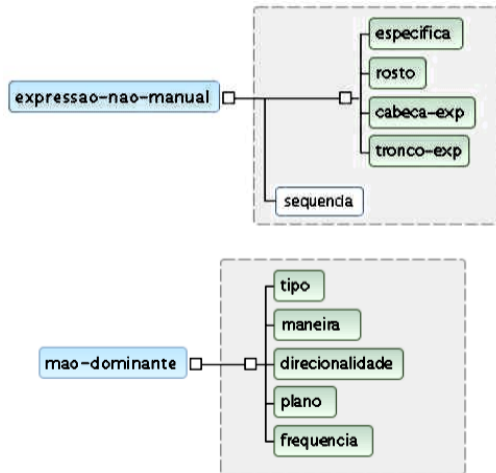 especifica
rosto
expressao-nao-manual
cabeca-exp
tronco-exp
sequencia
tipo
maneira
mao-dominante
direcionalidade
plano
frequencia